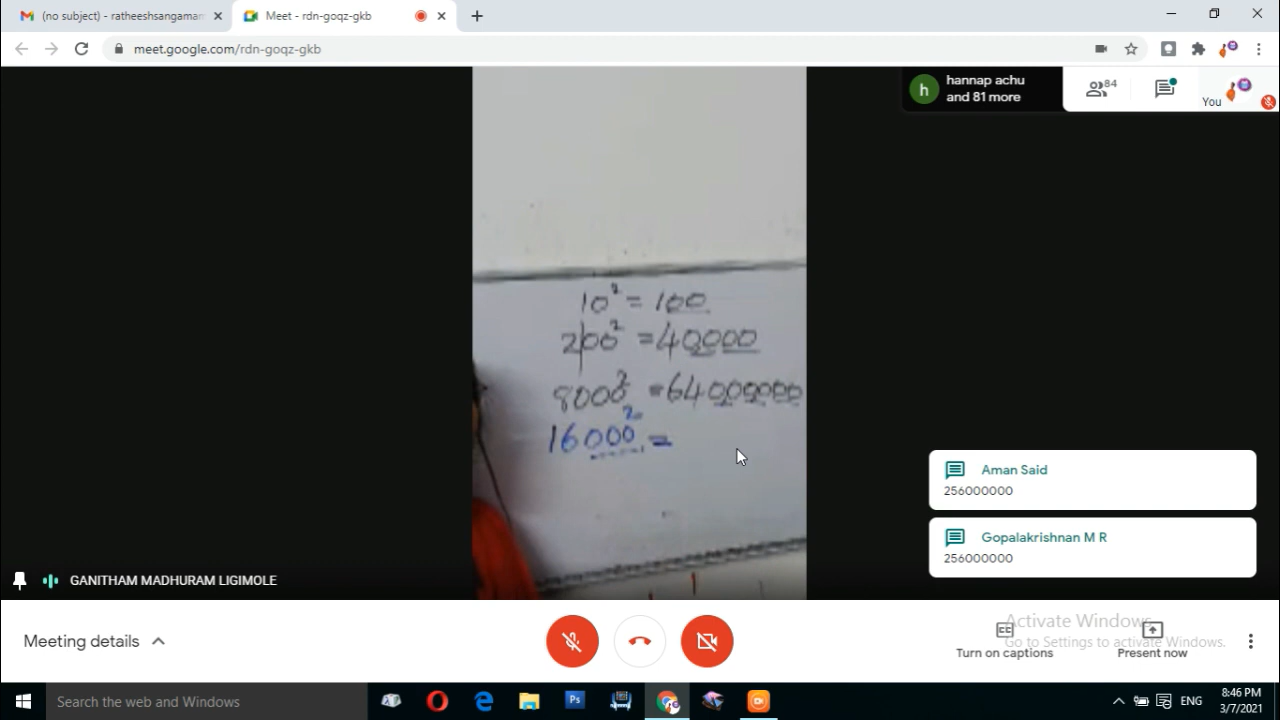 (no subject) - ratheeshsangamam
Meet - rdn-goqz-gkb
meet.google.com/rdn-goqz-gkb
h
hannap achu
and 81 more
84
You
10² = 100
200² = 40000
8000² = 64000000
16000² =
Aman Said
256000000
Gopalakrishnan M R
256000000
GANITHAM MADHURAM LIGIMOLE
Meeting details
Activate Windows
Go to Settings to activate Windows.
CC
Turn on captions
Present now
Search the web and Windows
Ps
ENG
8:46 PM
3/7/2021